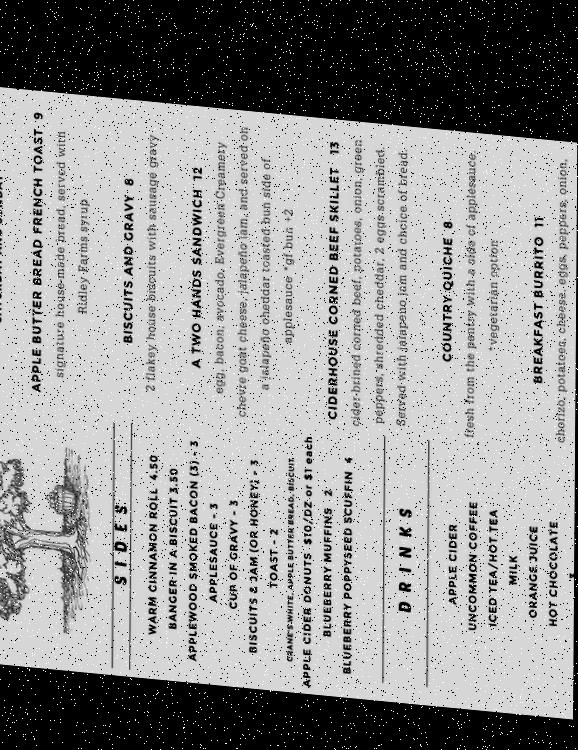 APPLE BUTTER BREAD FRENCH TOAST 9
signature house-made bread, served with
Ridley Farms syrup
BISCUITS AND GRAVY 8
2 flakey house biscuits with sausage gravy
A TWO HANDS SANDWICH 12
egg, bacon, avocado, Evergreen Creamery
chevre goat cheese, jalapeño jam, and served on
a jalapeño cheddar toasted bun side of
applesauce *gf bun +2
CIDERHOUSE CORNED BEEF SKILLET 13
cider-brined corned beef, potatoes, onion, green
peppers, shredded cheddar, 2 eggs scrambled.
Served with jalapeño jam and choice of bread.
COUNTRY QUICHE 8
fresh from the pantry with a side of applesauce.
*vegetarian option
BREAKFAST BURRITO 11
chorizo, potatoes, cheese, eggs, peppers, onion,
SIDES
WARM CINNAMON ROLL 4.50
BANGER IN A BISCUIT 3.50
APPLEWOOD SMOKED BACON (3) - 3
APPLESAUCE - 3
CUP OF GRAVY - 3
BISCUITS & JAM (OR HONEY) - 3
TOAST - 2
CRANE'S WHITE, APPLE BUTTER BREAD, BISCUIT,
APPLE CIDER DONUTS $10/DZ or $1 each
BLUEBERRY MUFFINS 2
BLUEBERRY POPPYSEED SCUFFIN 4
DRINKS
APPLE CIDER
UNCOMMON COFFEE
ICED TEA/HOT TEA
MILK
ORANGE JUICE
HOT CHOCOLATE